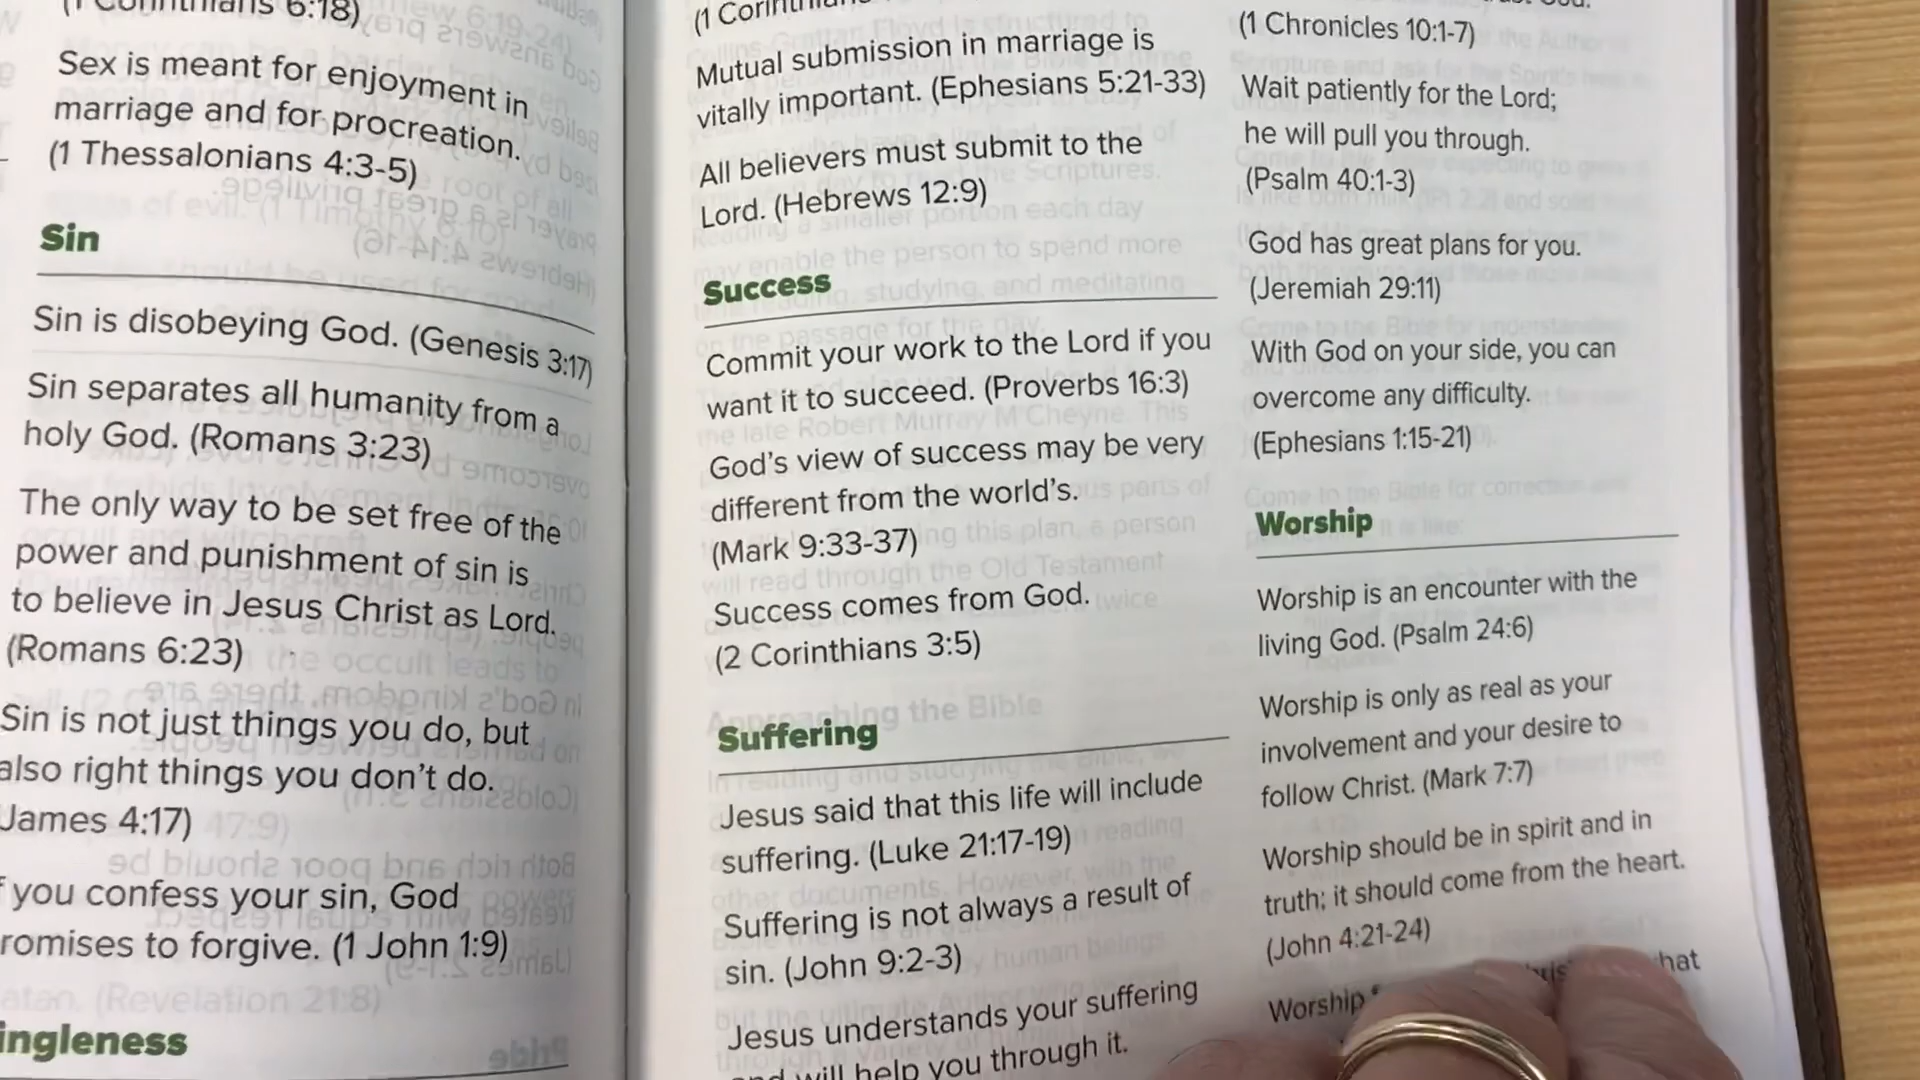 Corinthians 6:18)
Sex is meant for enjoyment in
marriage and for procreation.
(1 Thessalonians 4:3-5)
Sin
Sin is disobeying God. (Genesis 3:17)
Sin separates all humanity from a
holy God. (Romans 3:23)
The only way to be set free of the
power and punishment of sin is
to believe in Jesus Christ as Lord.
(Romans 6:23)
Sin is not just things you do, but
also right things you don't do.
James 4:17)
you confess your sin, God
romises to forgive. (1 John 1:9)
ingleness
(1 Corinthians
Mutual submission in marriage is
vitally important. (Ephesians 5:21-33)
All believers must submit to the
Lord. (Hebrews 12:9)
Success
Commit your work to the Lord if you
want it to succeed. (Proverbs 16:3)
God's view of success may be very
different from the world's.
(Mark 9:33-37)
Success comes from God.
(2 Corinthians 3:5)
Suffering
Jesus said that this life will include
suffering. (Luke 21:17-19)
Suffering is not always a result of
sin. (John 9:2-3)
Jesus understands your suffering
and will help you through it.
(1 Chronicles 10:1-7)
Wait patiently for the Lord;
he will pull you through.
(Psalm 40:1-3)
God has great plans for you.
(Jeremiah 29:11)
With God on your side, you can
overcome any difficulty.
(Ephesians 1:15-21)
Worship
Worship is an encounter with the
living God. (Psalm 24:6)
Worship is only as real as your
involvement and your desire to
follow Christ. (Mark 7:7)
Worship should be in spirit and in
truth; it should come from the heart.
(John 4:21-24)
Worship